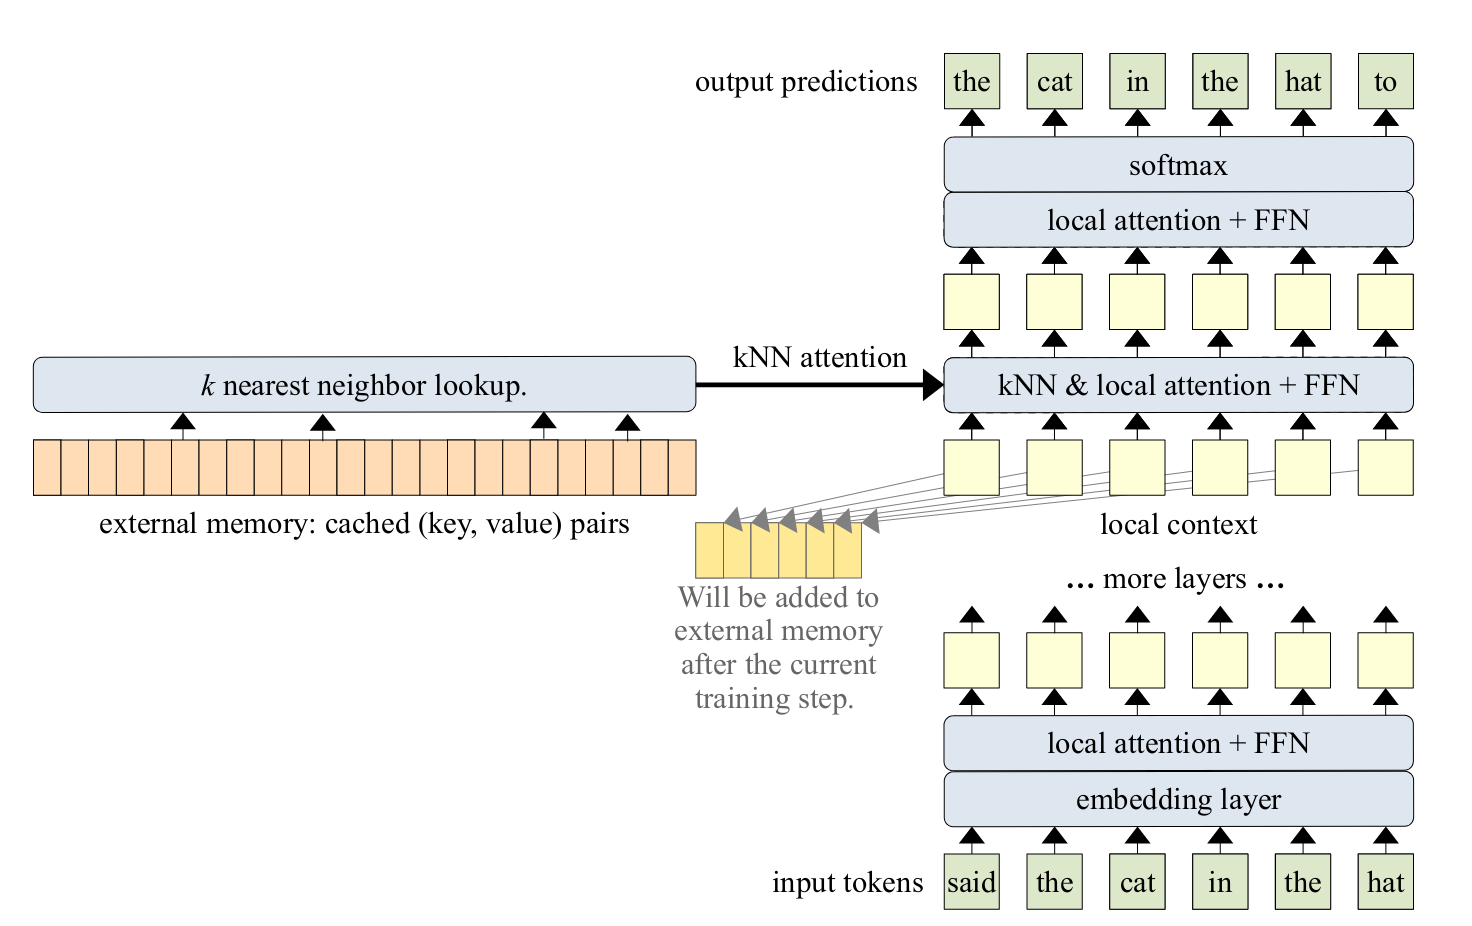 output predictions the cat in the hat to
softmax
local attention + FFN
kNN attention
k nearest neighbor lookup.
kNN & local attention + FFN
external memory: cached (key, value) pairs
local context
... more layers ...
Will be added to
external memory
after the current
training step.
local attention + FFN
embedding layer
input tokens said the cat in the hat